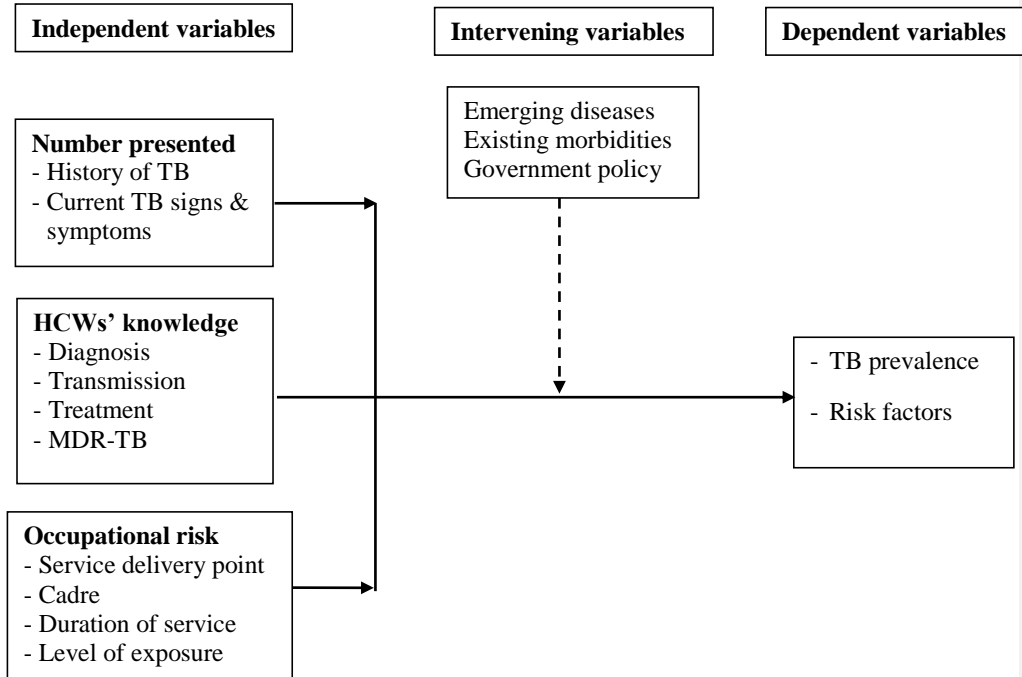 Independent variables
Intervening variables
Dependent variables
Emerging diseases
Existing morbidities
Government policy
Number presented
- History of TB
- Current TB signs &
symptoms
HCWs’ knowledge
- Diagnosis
- Transmission
- Treatment
- MDR-TB
- TB prevalence
- Risk factors
Occupational risk
- Service delivery point
- Cadre
- Duration of service
- Level of exposure